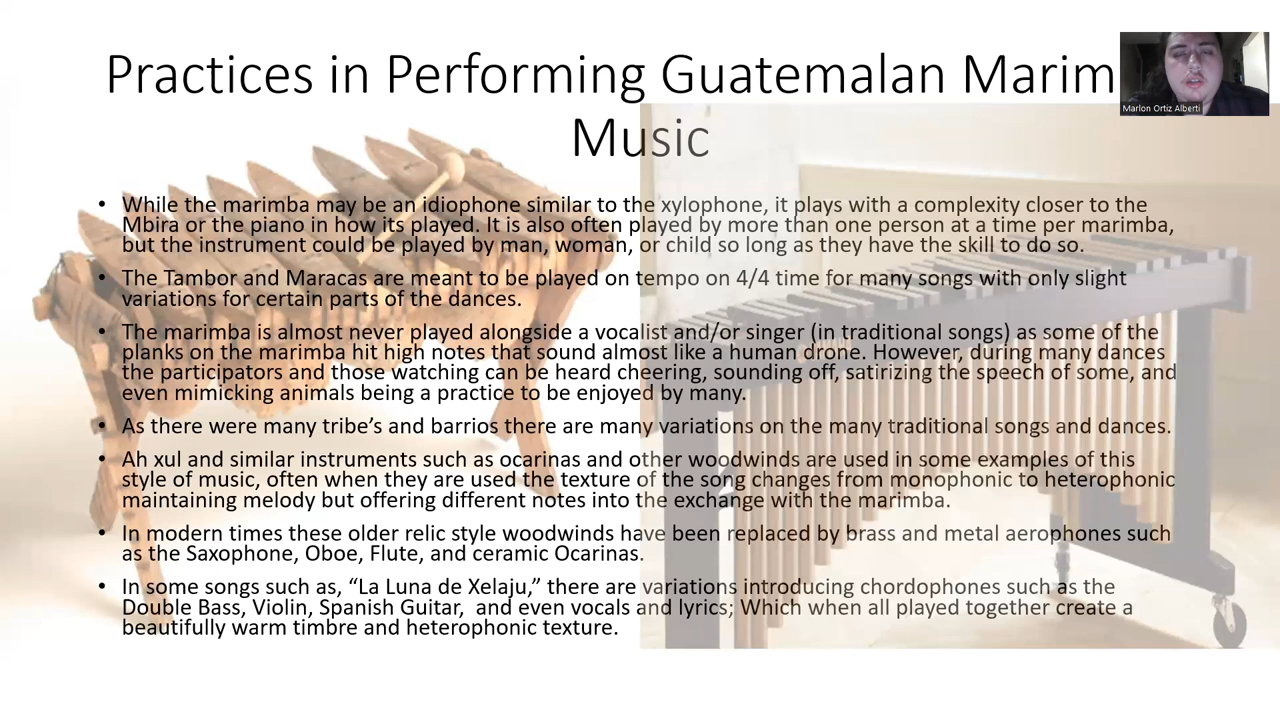 Practices in Performing Guatemalan Marim
Music
Marlon Ortiz Alberti
• While the marimba may be an idiophone similar to the xylophone, it plays with a complexity closer to the
Mbira or the piano in how its played. It is also often played by more than one person at a time per marimba,
but the instrument could be played by man, woman, or child so long as they have the skill to do so.
• The Tambor and Maracas are meant to be played on tempo on 4/4 time for many songs with only slight
variations for certain parts of the dances.
• The marimba is almost never played alongside a vocalist and/or singer (in traditional songs) as some of the
planks on the marimba hit high notes that sound almost like a human drone. However, during many dances
the participators and those watching can be heard cheering, sounding off, satirizing the speech of some, and
even mimicking animals being a practice to be enjoyed by many.
• As there were many tribe’s and barrios there are many variations on the many traditional songs and dances.
• Ah xul and similar instruments such as ocarinas and other woodwinds are used in some examples of this
style of music, often when they are used the texture of the song changes from monophonic to heterophonic
maintaining melody but offering different notes into the exchange with the marimba.
• In modern times these older relic style woodwinds have been replaced by brass and metal aerophones such
as the Saxophone, Oboe, Flute, and ceramic Ocarinas.
• In some songs such as, “La Luna de Xelaju,” there are variations introducing chordophones such as the
Double Bass, Violin, Spanish Guitar,  and even vocals and lyrics; Which when all played together create a
beautifully warm timbre and heterophonic texture.